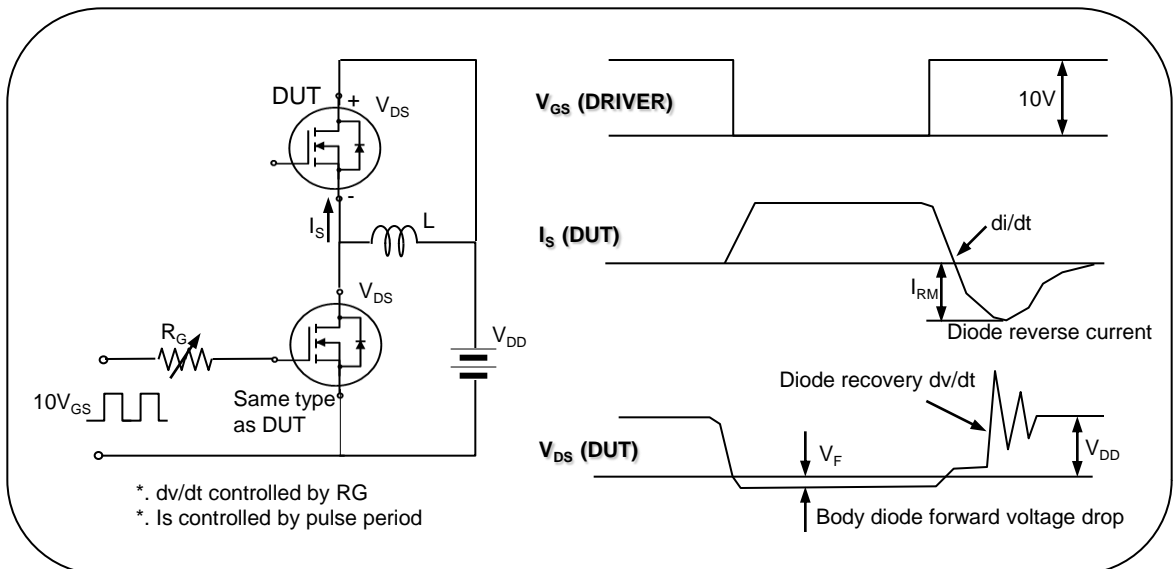 DUT
+
V_DS
-
I_S
L
V_DS
R_G
V_DD
10V_GS
Same type
as DUT
*. dv/dt controlled by RG
*. Is controlled by pulse period
V_GS (DRIVER)
10V
I_S (DUT)
di/dt
I_RM
Diode reverse current
Diode recovery dv/dt
V_DS (DUT)
V_F
V_DD
Body diode forward voltage drop